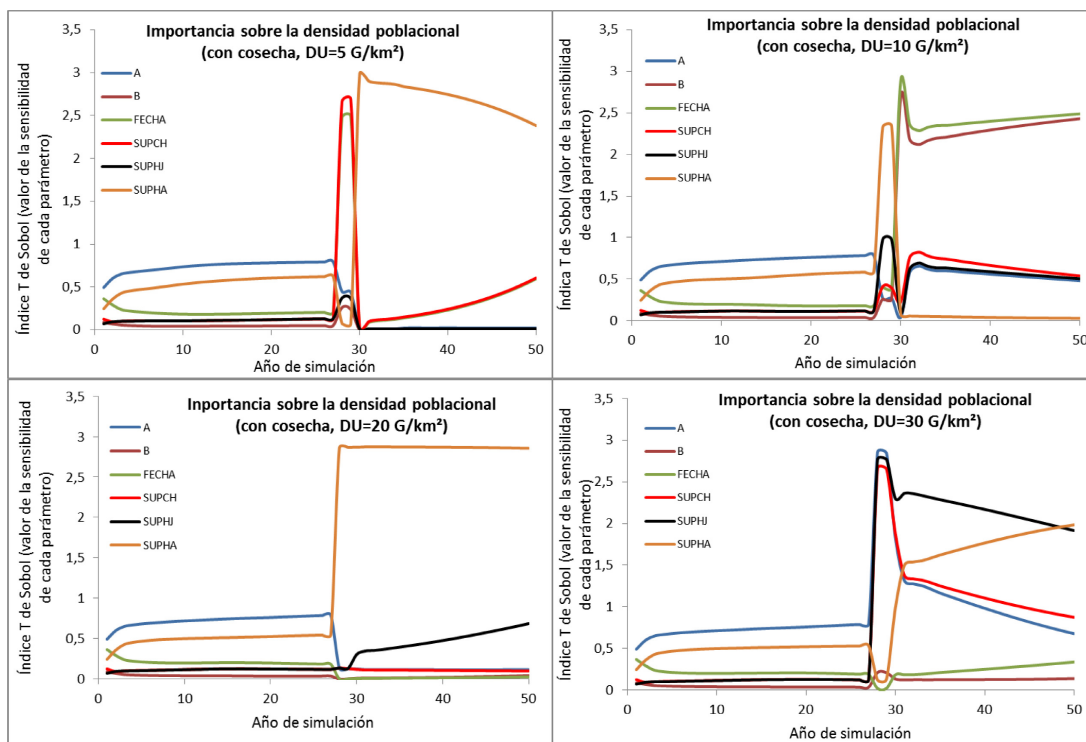 Importancia sobre la densidad poblacional
(con cosecha, DU=5 G/km²)
Índice T de Sobol (valor de la sensibilidad
de cada parámetro)
3,5
3
2,5
2
1,5
1
0,5
0
A
B
FECHA
SUPCH
SUPHJ
SUPHA
0 10 20 30 40 50
Año de simulación
Importancia sobre la densidad poblacional
(con cosecha, DU=10 G/km²)
Índice T de Sobol (valor de la sensibilidad
de cada parámetro)
3,5
3
2,5
2
1,5
1
0,5
0
A
B
FECHA
SUPCH
SUPHJ
SUPHA
0 10 20 30 40 50
Año de simulación
Inportancia sobre la densidad poblacional
(con cosecha, DU=20 G/km²)
Índice T de Sobol (valor de la sensibilidad
de cada parámetro)
3,5
3
2,5
2
1,5
1
0,5
0
A
B
FECHA
SUPCH
SUPHJ
SUPHA
0 10 20 30 40 50
Año de simulación
Importancia sobre la densidad poblacional
(con cosecha, DU=30 G/km²)
Índice T de Sobol (valor de la sensibilidad
de cada parámetro)
3,5
3
2,5
2
1,5
1
0,5
0
A
B
FECHA
SUPCH
SUPHJ
SUPHA
0 10 20 30 40 50
Año de simulación